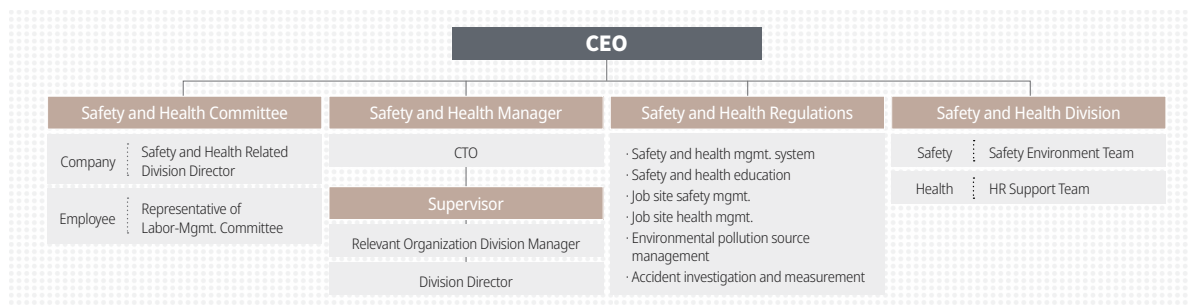 CEO
Safety and Health Committee
Company
Safety and Health Related
Division Director
Employee
Representative of
Labor-Mgmt. Committee
Safety and Health Manager
CTO
Supervisor
Relevant Organization Division Manager
Division Director
Safety and Health Regulations
· Safety and health mgmt. system
· Safety and health education
· Job site safety mgmt.
· Job site health mgmt.
· Environmental pollution source
management
· Accident investigation and measurement
Safety and Health Division
Safety
Safety Environment Team
Health
HR Support Team